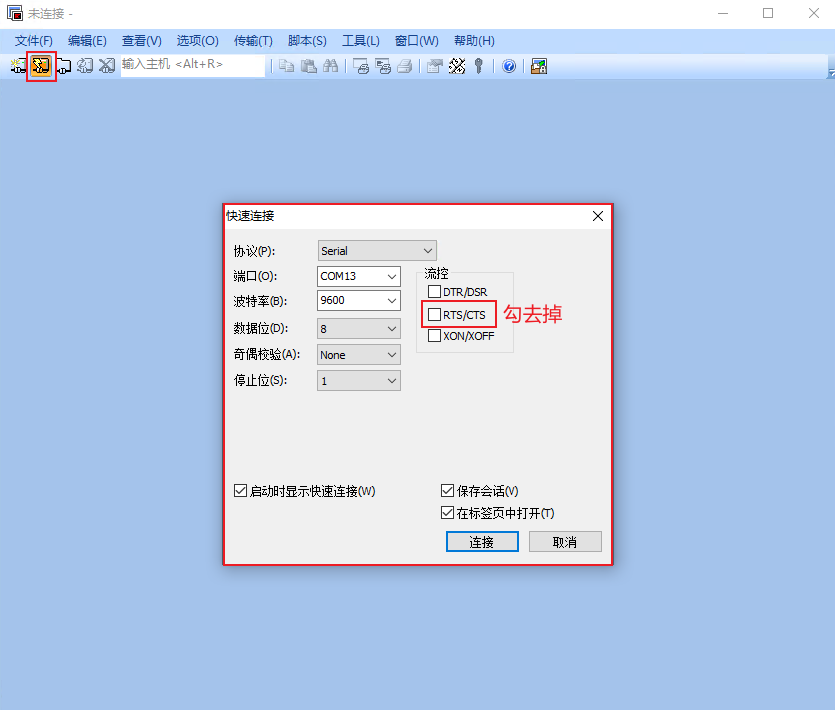 未连接 -
文件(F) 编辑(E) 查看(V) 选项(O) 传输(T) 脚本(S) 工具(L) 窗口(W) 帮助(H)
输入主机 <Alt+R>
快速连接
协议(P): Serial
端口(O): COM13
波特率(B): 9600
数据位(D): 8
奇偶校验(A): None
停止位(S): 1
流控
DTR/DSR
RTS/CTS 勾去掉
XON/XOFF
启动时显示快速连接(W) 保存会话(V)
在标签页中打开(T)
连接 取消